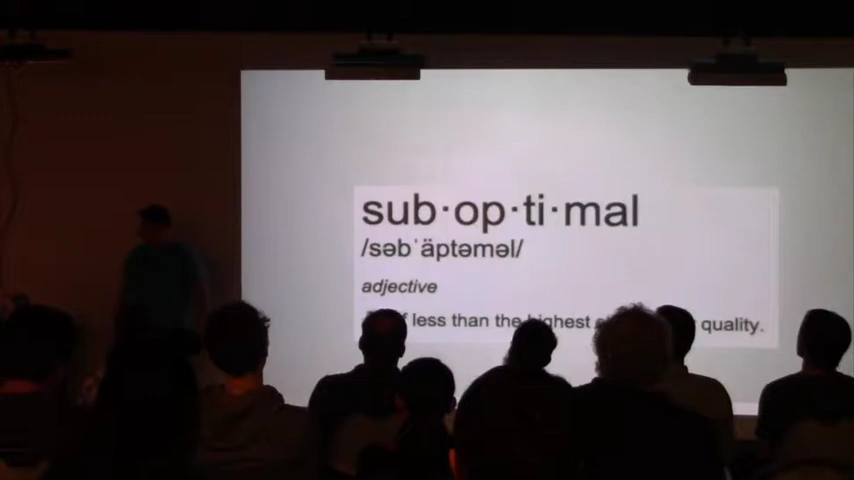 sub·op·ti·mal
/səbˈäptəməl/
adjective
less than the highest quality.